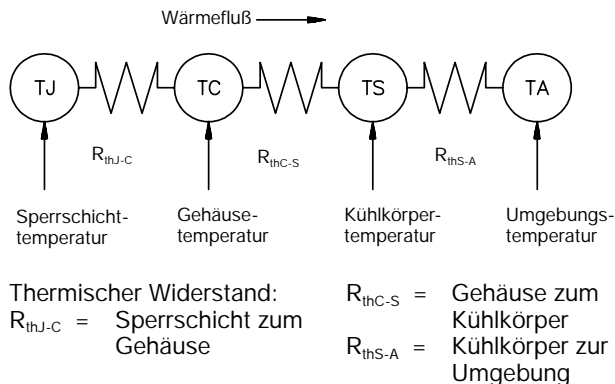 Wärmefluß
TJ TC TS TA
RthJ-C RthC-S RthS-A
Sperrschicht-
temperatur
Gehäuse-
temperatur
Kühlkörper-
temperatur
Umgebungs-
temperatur
Thermischer Widerstand:
RthJ-C = Sperrschicht zum
Gehäuse
RthC-S = Gehäuse zum
Kühlkörper
RthS-A = Kühlkörper zur
Umgebung